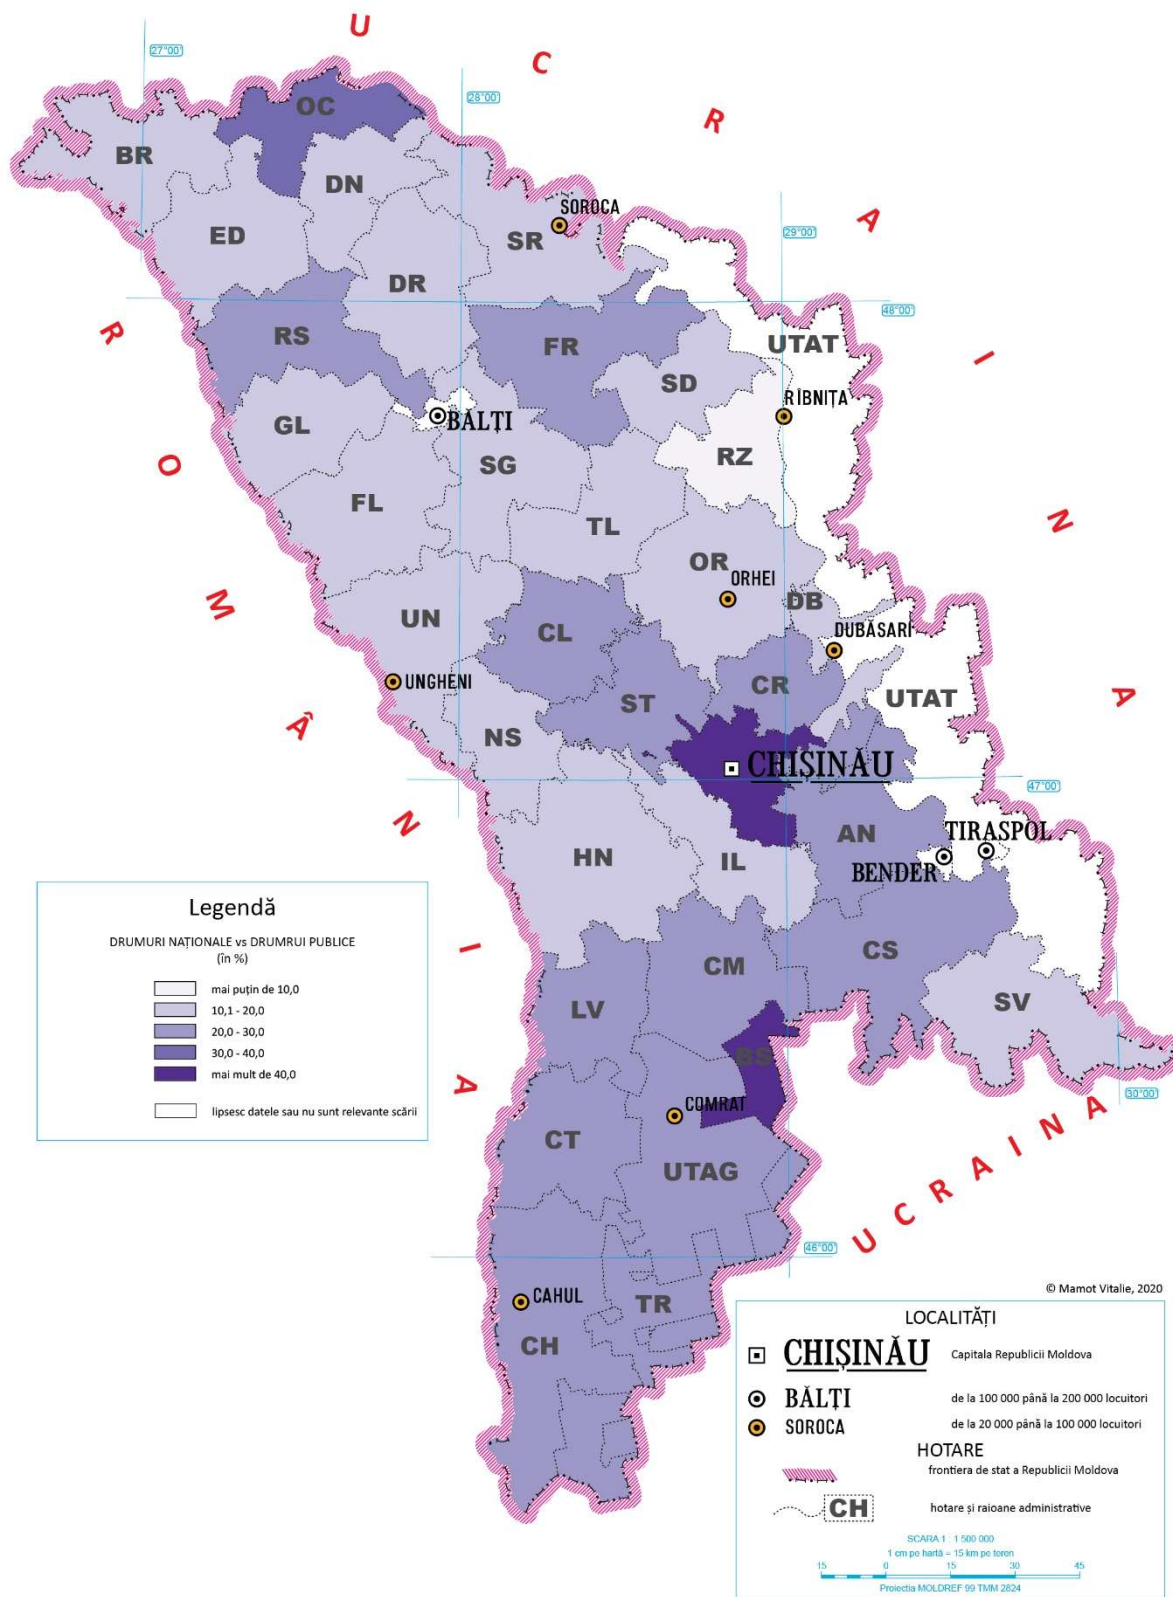 U C R A I N A
27°00'
28°00'
OC
BR
DN
SOROCA
ED
SR
29°00'
DR
48°00'
R O M Â N I A
RS
FR
UTAT
SD
RÎBNIȚA
GL
BĂLȚI
SG
RZ
FL
TL
OR
ORHEI
DB
UN
CL
DUBĂSARI
UNGHENI
CR
ST
UTAT
NS
CHIȘINĂU
47°00'
TIRASPOL
AN
HN
IL
BENDER
CM
CS
LV
SV
BS
30°00'
COMRAT
CT
UTAG
U C R A I N A
46°00'
CAHUL
TR
CH
Legendă
DRUMURI NAȚIONALE vs DRUMRUI PUBLICE
(în %)
mai puțin de 10,0
10,1 - 20,0
20,0 - 30,0
30,0 - 40,0
mai mult de 40,0
lipsesc datele sau nu sunt relevante scării
© Mamot Vitalie, 2020
LOCALITĂȚI
CHIȘINĂU Capitala Republicii Moldova
BĂLȚI de la 100 000 până la 200 000 locuitori
SOROCA de la 20 000 până la 100 000 locuitori
HOTARE
frontiera de stat a Republicii Moldova
CH hotare și raioane administrative
SCARA 1 : 1 500 000
1 cm pe hartă = 15 km pe teren
15 0 15 30 45
Proiectia MOLDREF 99 TMM 2824